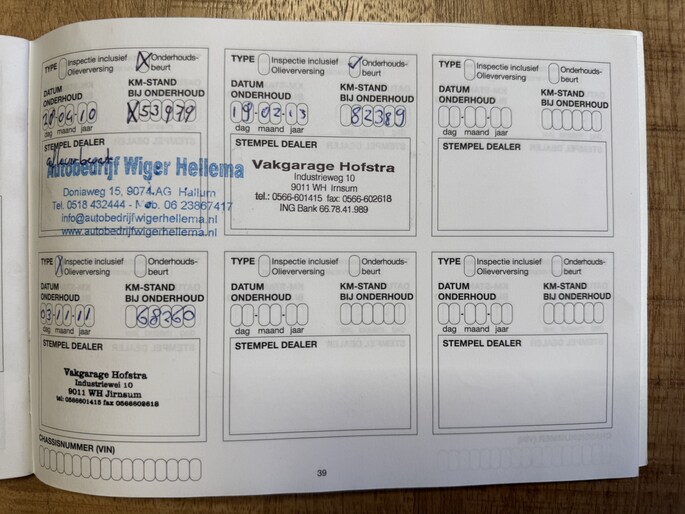 TYPE Inspectie inclusief Olieverversing X Onderhouds-beurt
DATUM ONDERHOUD
KM-STAND BIJ ONDERHOUD
28 04 10
X53979
dag maand jaar
STEMPEL DEALER
Autobedrijf Wiger Hellema
Doniaweg 15, 9074 AG Hallum
Tel. 0518 432444 - Mob. 06 23867417
info@autobedrijfwigerhellema.nl
www.autobedrijfwigerhellema.nl
TYPE Inspectie inclusief Olieverversing Onderhouds-beurt
DATUM ONDERHOUD
KM-STAND BIJ ONDERHOUD
19-02-13
82389
dag maand jaar
STEMPEL DEALER
Vakgarage Hofstra
Industrieweg 10
9011 WH Irnsum
tel.: 0566-601415 fax: 0566-602618
ING Bank 66.78.41.989
TYPE Inspectie inclusief Olieverversing Onderhouds-beurt
DATUM ONDERHOUD
KM-STAND BIJ ONDERHOUD
dag maand jaar
STEMPEL DEALER
TYPE X Inspectie inclusief Olieverversing Onderhouds-beurt
DATUM ONDERHOUD
KM-STAND BIJ ONDERHOUD
03-11-11
68360
dag maand jaar
STEMPEL DEALER
Vakgarage Hofstra
Industriewei 10
9011 WH Jirnsum
tel: 0566601415 fax 0566602618
TYPE Inspectie inclusief Olieverversing Onderhouds-beurt
DATUM ONDERHOUD
KM-STAND BIJ ONDERHOUD
dag maand jaar
STEMPEL DEALER
TYPE Inspectie inclusief Olieverversing Onderhouds-beurt
DATUM ONDERHOUD
KM-STAND BIJ ONDERHOUD
dag maand jaar
STEMPEL DEALER
CHASSISNUMMER (VIN)
39